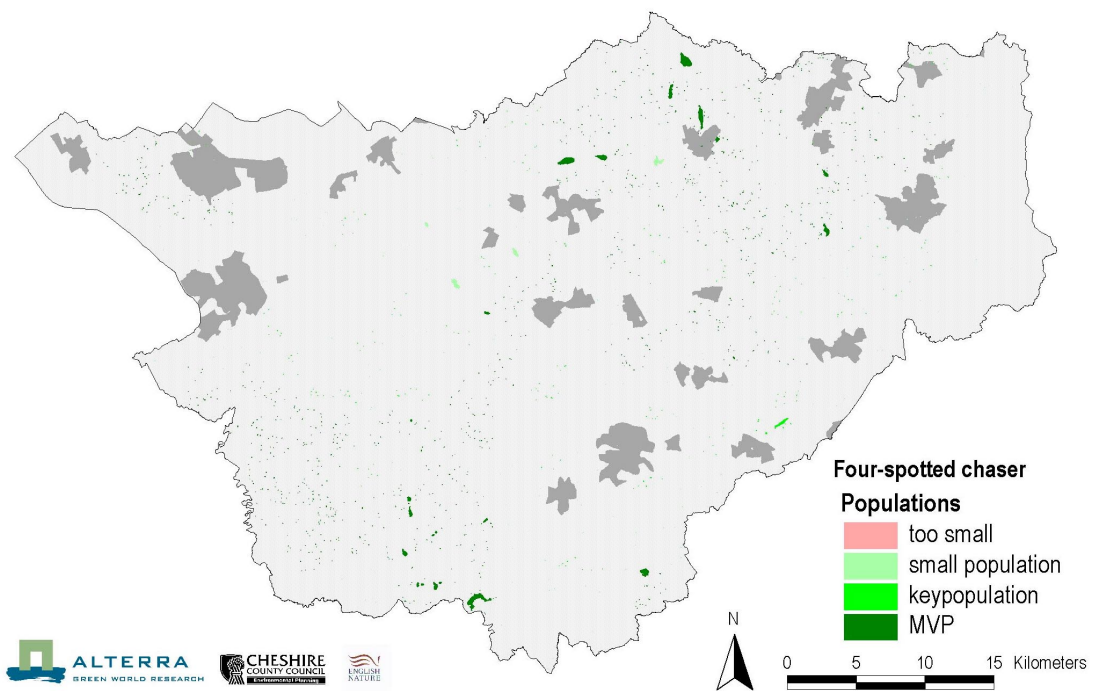 Four-spotted chaser
Populations
too small
small population
keypopulation
MVP
N
0 5 10 15 Kilometers
ALTERRA
GREEN WORLD RESEARCH
CHESHIRE
COUNTY COUNCIL
Environmental Planning
ENGLISH
NATURE